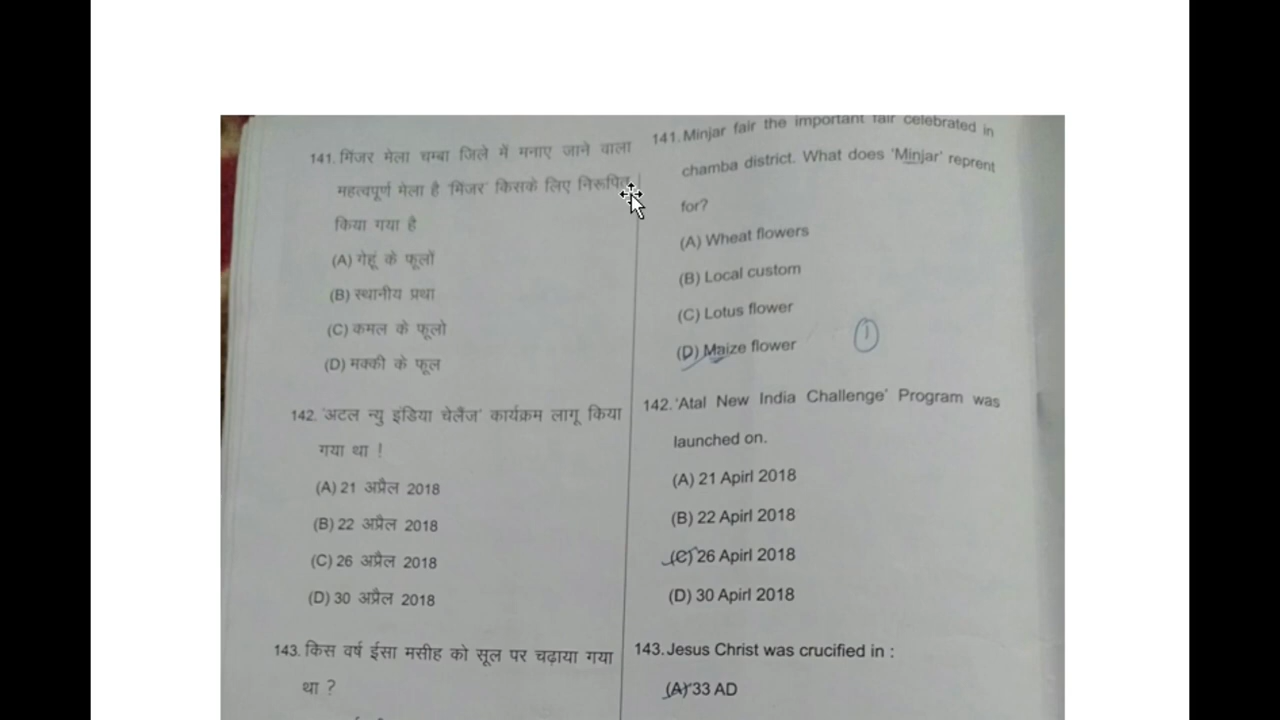 141. मिंजर मेला चम्बा जिले में मनाए जाने वाला
महत्वपूर्ण मेला है 'मिंजर' किसके लिए निरूपित
किया गया है
(A) गेहूं के फूलों
(B) स्थानीय प्रथा
(C) कमल के फूलो
(D) मक्की के फूल
142. 'अटल न्यु इंडिया चेलैंज' कार्यक्रम लागू किया
गया था !
(A) 21 अप्रैल 2018
(B) 22 अप्रैल 2018
(C) 26 अप्रैल 2018
(D) 30 अप्रैल 2018
143. किस वर्ष ईसा मसीह को सूल पर चढ़ाया गया
था ?
141. Minjar fair the important fair celebrated in
chamba district. What does 'Minjar' reprent
for?
(A) Wheat flowers
(B) Local custom
(C) Lotus flower
(D) Maize flower
1
142. 'Atal New India Challenge' Program was
launched on.
(A) 21 Apirl 2018
(B) 22 Apirl 2018
(C) 26 Apirl 2018
(D) 30 Apirl 2018
143. Jesus Christ was crucified in :
(A) 33 AD